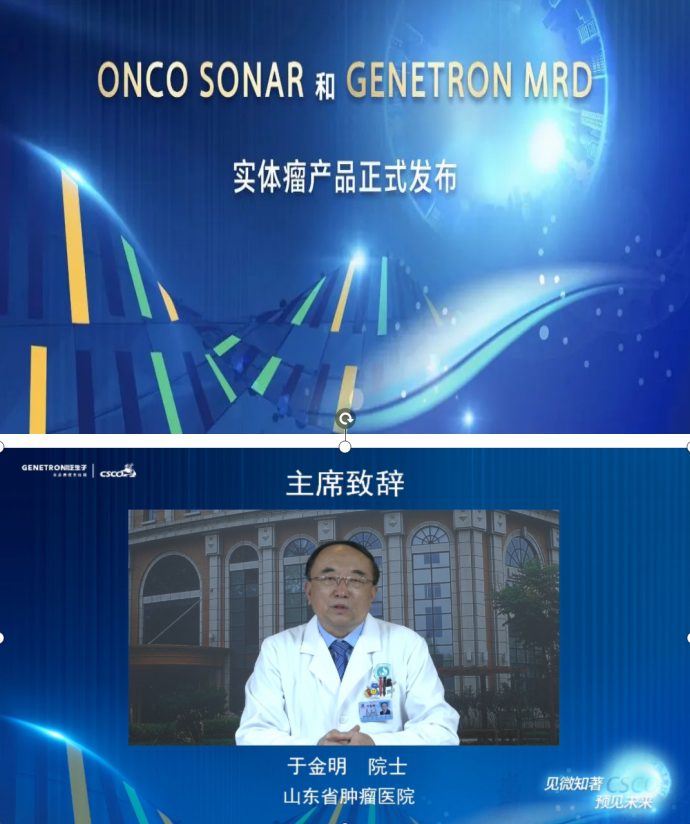 ONCO SONAR 和 GENETRON MRD
实体瘤产品正式发布
GENETRON泛生子
CSCO
主席致辞
于金明 院士
山东省肿瘤医院
见微知著
CSCO
预见未来